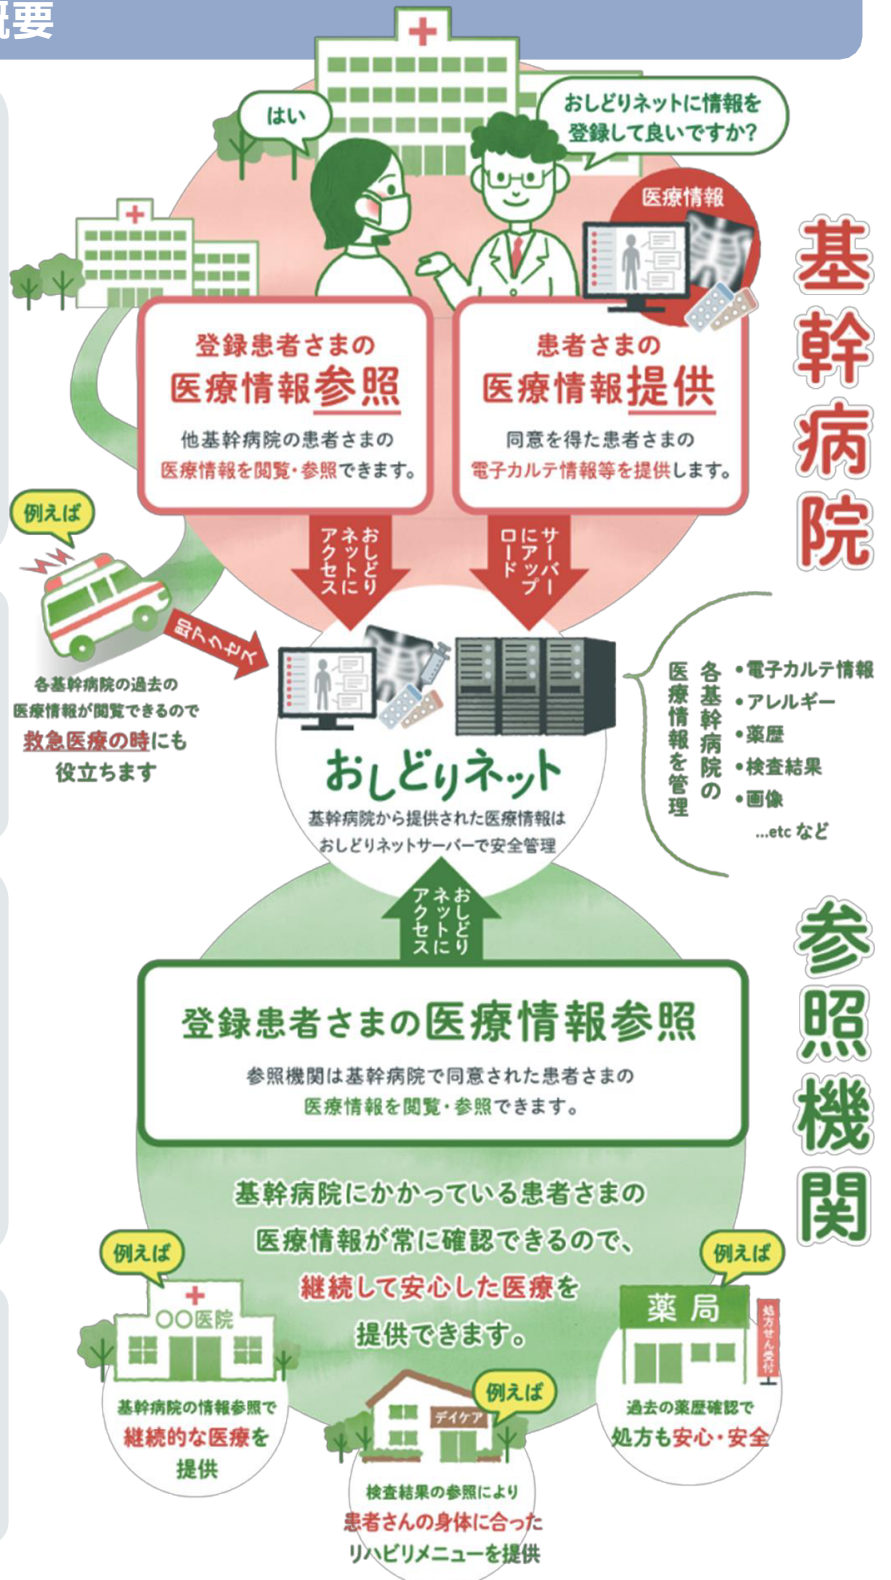 概要
はい
おしどりネットに情報を
登録して良いですか？
医療情報
基幹病院
登録患者さまの
医療情報参照
他基幹病院の患者さまの
医療情報を閲覧・参照できます。
患者さまの
医療情報提供
同意を得た患者さまの
電子カルテ情報等を提供します。
おしどり
ネットに
アクセス
サーバー
にアップ
ロード
例えば
即アクセス
各基幹病院の過去の
医療情報が閲覧できるので
救急医療の時にも
役立ちます
おしどりネット
基幹病院から提供された医療情報は
おしどりネットサーバーで安全管理
各基幹病院の
医療情報を管理
•電子カルテ情報
•アレルギー
•薬歴
•検査結果
•画像
...etc など
おしどり
ネットに
アクセス
参照機関
登録患者さまの医療情報参照
参照機関は基幹病院で同意された患者さまの
医療情報を閲覧・参照できます。
基幹病院にかかっている患者さまの
医療情報が常に確認できるので、
継続して安心した医療を
提供できます。
例えば
〇〇医院
基幹病院の情報参照で
継続的な医療を
提供
例えば
デイケア
検査結果の参照により
患者さんの身体に合った
リハビリメニューを提供
例えば
薬局
処方せん受付
過去の薬歴確認で
処方も安心・安全